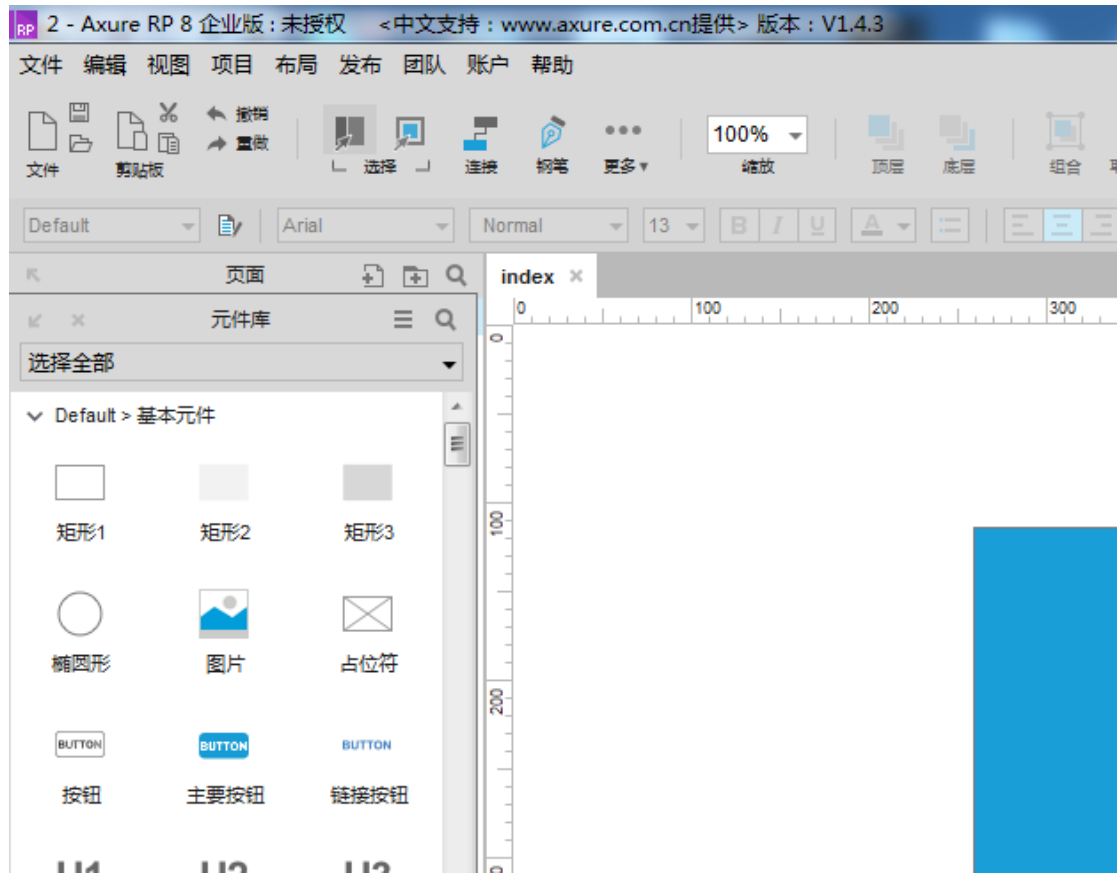 RP 2 - Axure RP 8 企业版 : 未授权 <中文支持 : www.axure.com.cn提供> 版本 : V1.4.3
文件 编辑 视图 项目 布局 发布 团队 账户 帮助
撤销
重做
100%
文件 剪贴板 选择 连接 钢笔 更多▾ 缩放 顶层 底层 组合
Default Arial Normal 13 B I U A
页面
index ×
元件库
0 100 200 300
选择全部
0
Default > 基本元件
矩形1 矩形2 矩形3
100
椭圆形 图片 占位符
200
BUTTON BUTTON BUTTON
按钮 主要按钮 链接按钮